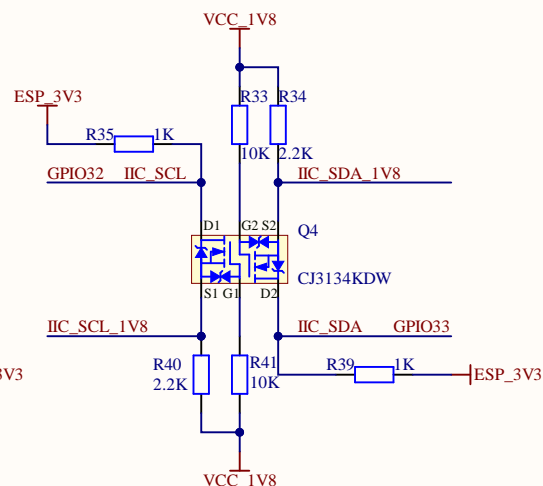 VCC_1V8
ESP_3V3
R33
R34
R35
1K
10K
2.2K
GPIO32
IIC_SCL
IIC_SDA_1V8
D1
G2
S2
Q4
CJ3134KDW
S1
G1
D2
IIC_SCL_1V8
IIC_SDA
GPIO33
R40
2.2K
R41
10K
R39
1K
3V3
ESP_3V3
VCC_1V8